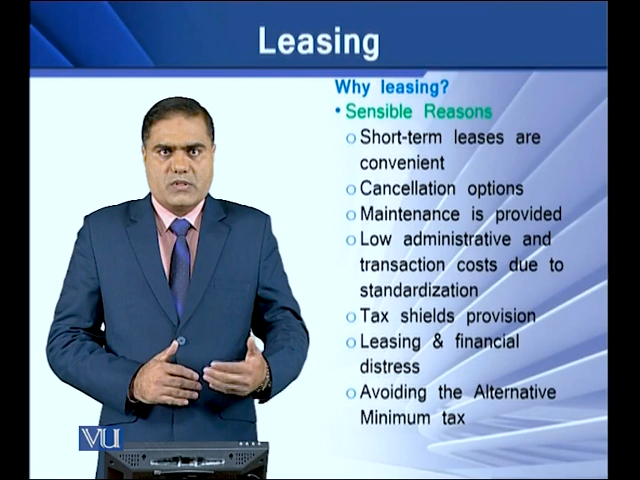 Leasing
Why leasing?
• Sensible Reasons
o Short-term leases are
convenient
o Cancellation options
o Maintenance is provided
o Low administrative and
transaction costs due to
standardization
o Tax shields provision
o Leasing & financial
distress
o Avoiding the Alternative
Minimum tax
VU